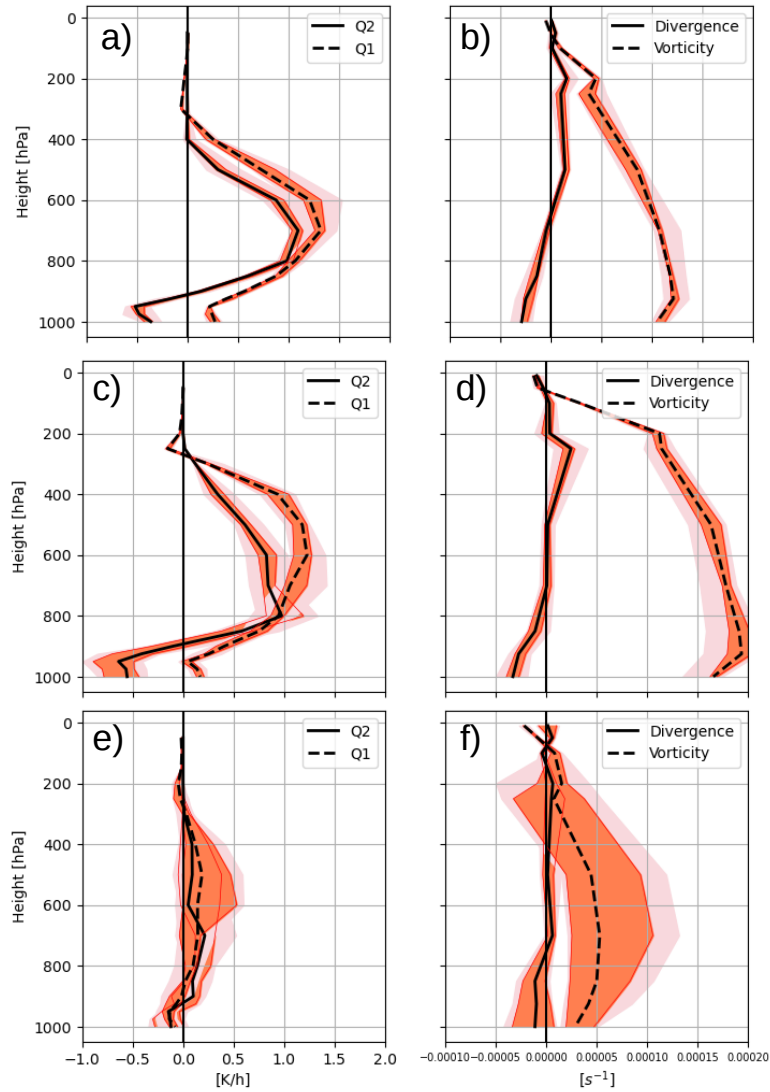 a)
Q2
Q1
0
200
400
600
800
1000
Height [hPa]
b)
Divergence
Vorticity
c)
Q2
Q1
0
200
400
600
800
1000
Height [hPa]
d)
Divergence
Vorticity
e)
Q2
Q1
0
200
400
600
800
1000
Height [hPa]
−1.0 −0.5 0.0 0.5 1.0 1.5 2.0
[K/h]
f)
Divergence
Vorticity
−0.00010 −0.00005 0.00000 0.00005 0.00010 0.00015 0.00020
[s⁻¹]